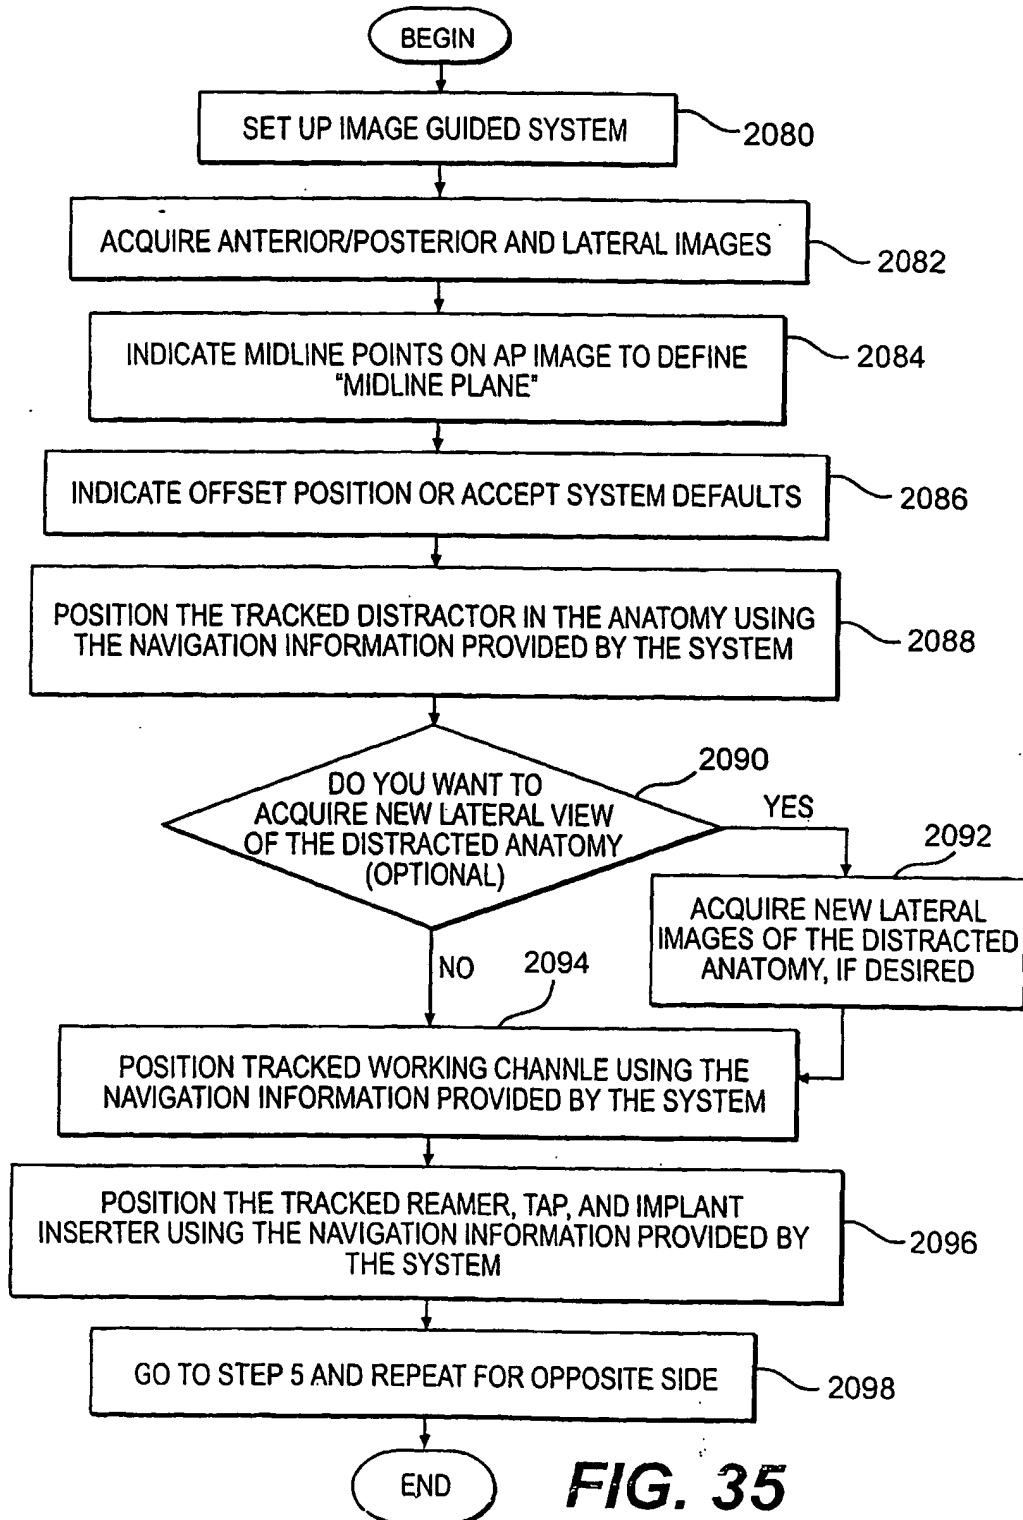 BEGIN
SET UP IMAGE GUIDED SYSTEM
2080
ACQUIRE ANTERIOR/POSTERIOR AND LATERAL IMAGES
2082
INDICATE MIDLINE POINTS ON AP IMAGE TO DEFINE
"MIDLINE PLANE"
2084
INDICATE OFFSET POSITION OR ACCEPT SYSTEM DEFAULTS
2086
POSITION THE TRACKED DISTRACTOR IN THE ANATOMY USING
THE NAVIGATION INFORMATION PROVIDED BY THE SYSTEM
2088
DO YOU WANT TO
ACQUIRE NEW LATERAL VIEW
OF THE DISTRACTED ANATOMY
(OPTIONAL)
2090
YES
2092
ACQUIRE NEW LATERAL
IMAGES OF THE DISTRACTED
ANATOMY, IF DESIRED
NO
2094
POSITION TRACKED WORKING CHANNLE USING THE
NAVIGATION INFORMATION PROVIDED BY THE SYSTEM
POSITION THE TRACKED REAMER, TAP, AND IMPLANT
INSERTER USING THE NAVIGATION INFORMATION PROVIDED BY
THE SYSTEM
2096
GO TO STEP 5 AND REPEAT FOR OPPOSITE SIDE
2098
END
FIG. 35